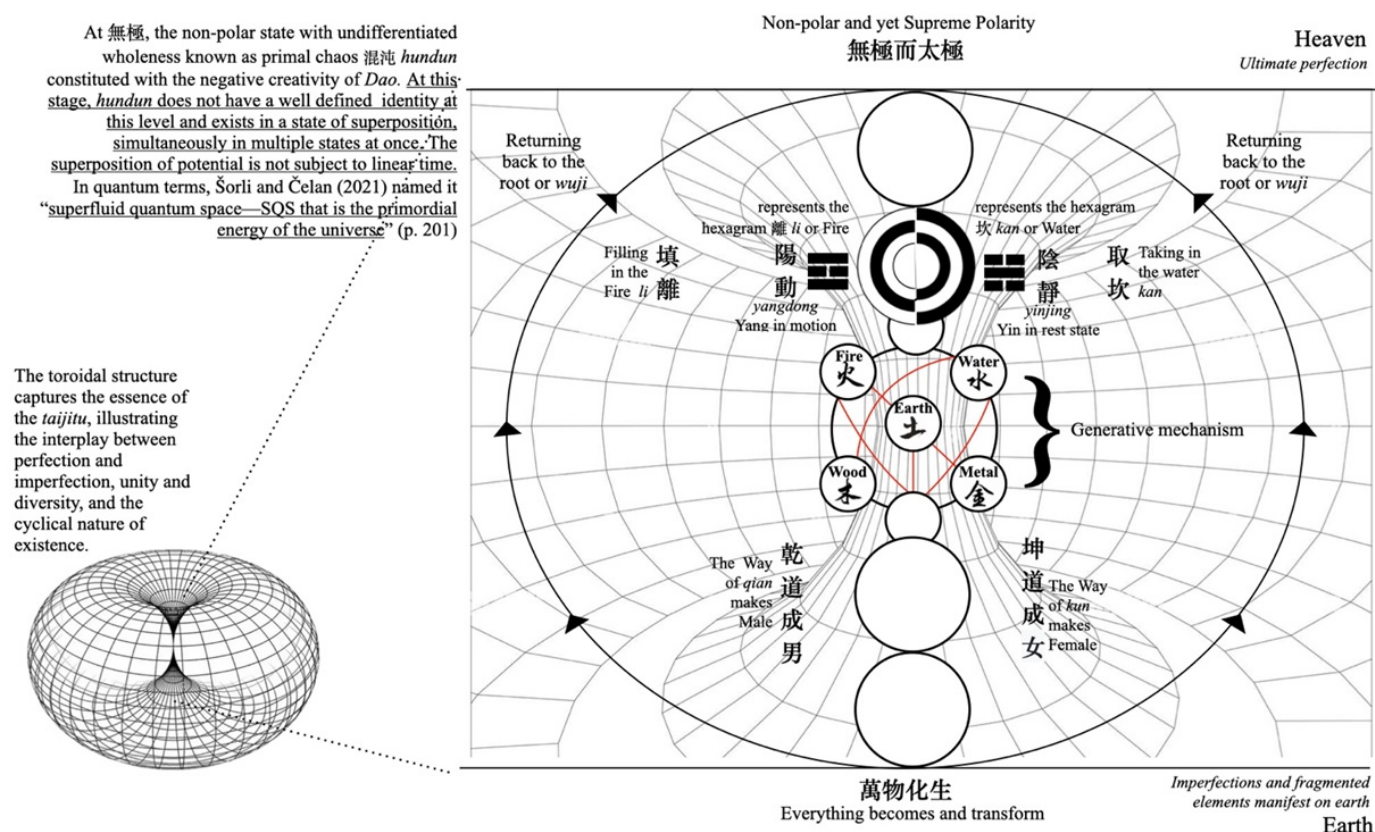 At 無極, the non-polar state with undifferentiated
wholeness known as primal chaos 混沌 hundun
constituted with the negative creativity of Dao. At this
stage, hundun does not have a well defined identity at
this level and exists in a state of superposition,
simultaneously in multiple states at once. The
superposition of potential is not subject to linear time.
In quantum terms, Šorli and Čelan (2021) named it
“superfluid quantum space—SQS that is the primordial
energy of the universe” (p. 201)
The toroidal structure
captures the essence of
the taijitu, illustrating
the interplay between
perfection and
imperfection, unity and
diversity, and the
cyclical nature of
existence.
Non-polar and yet Supreme Polarity
無極而太極
Heaven
Ultimate perfection
Returning
back to the
root or wuji
Returning
back to the
root or wuji
represents the
hexagram 離 li or Fire
represents the hexagram
坎 kan or Water
Filling
in the
Fire li
填離
陽動
yangdong
Yang in motion
陰靜
yinjing
Yin in rest state
取坎
Taking in
the water
kan
Fire
火
Water
水
Earth
土
Wood
木
Metal
金
Generative mechanism
The Way
of qian
makes
Male
乾道成男
坤道成女
The Way
of kun
makes
Female
萬物化生
Everything becomes and transform
Imperfections and fragmented
elements manifest on earth
Earth